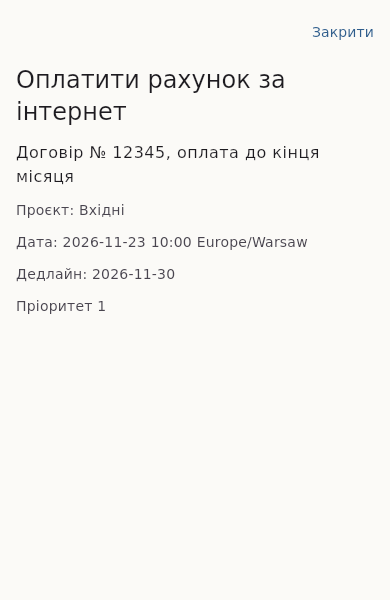 Закрити
Оплатити рахунок за
інтернет
Договір № 12345, оплата до кінця
місяця
Проєкт: Вхідні
Дата: 2026-11-23 10:00 Europe/Warsaw
Дедлайн: 2026-11-30
Пріоритет 1